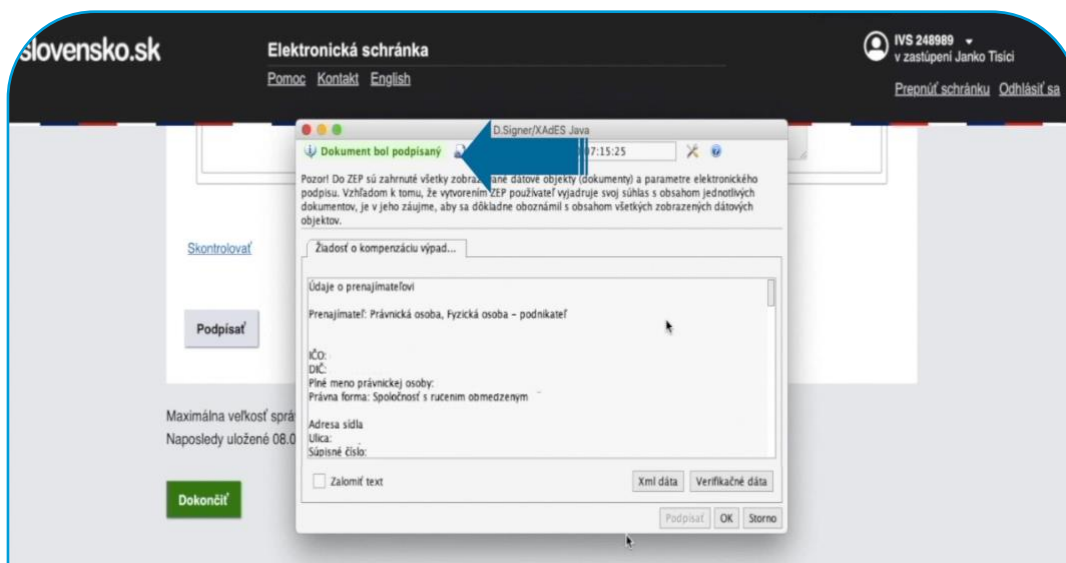 slovensko.sk
Elektronická schránka
Pomoc Kontakt English
IVS 248989
v zastúpení Janko Tisíci
Prepnúť schránku Odhlásiť sa
D.Signer/XAdES Java
Dokument bol podpísaný
07:15:25
Pozor! Do ZEP sú zahrnuté všetky zobrazované dátové objekty (dokumenty) a parametre elektronického
podpisu. Vzhľadom k tomu, že vytvorením ZEP používateľ vyjadruje svoj súhlas s obsahom jednotlivých
dokumentov, je v jeho záujme, aby sa dôkladne oboznámil s obsahom všetkých zobrazených dátových
objektov.
Skontrolovať
Žiadosť o kompenzáciu výpad...
Údaje o prenajímateľovi
Prenajímateľ: Právnická osoba, Fyzická osoba – podnikateľ
Podpísať
IČO:
DIČ:
Plné meno právnickej osoby:
Právna forma: Spoločnosť s rucenim obmedzenym
Adresa sídla
Ulica:
Súpisné číslo:
Maximálna veľkosť sprá
Naposledy uložené 08.0
Zalomiť text
Xml dáta Verifikačné dáta
Dokončiť
Podpísať OK Storno